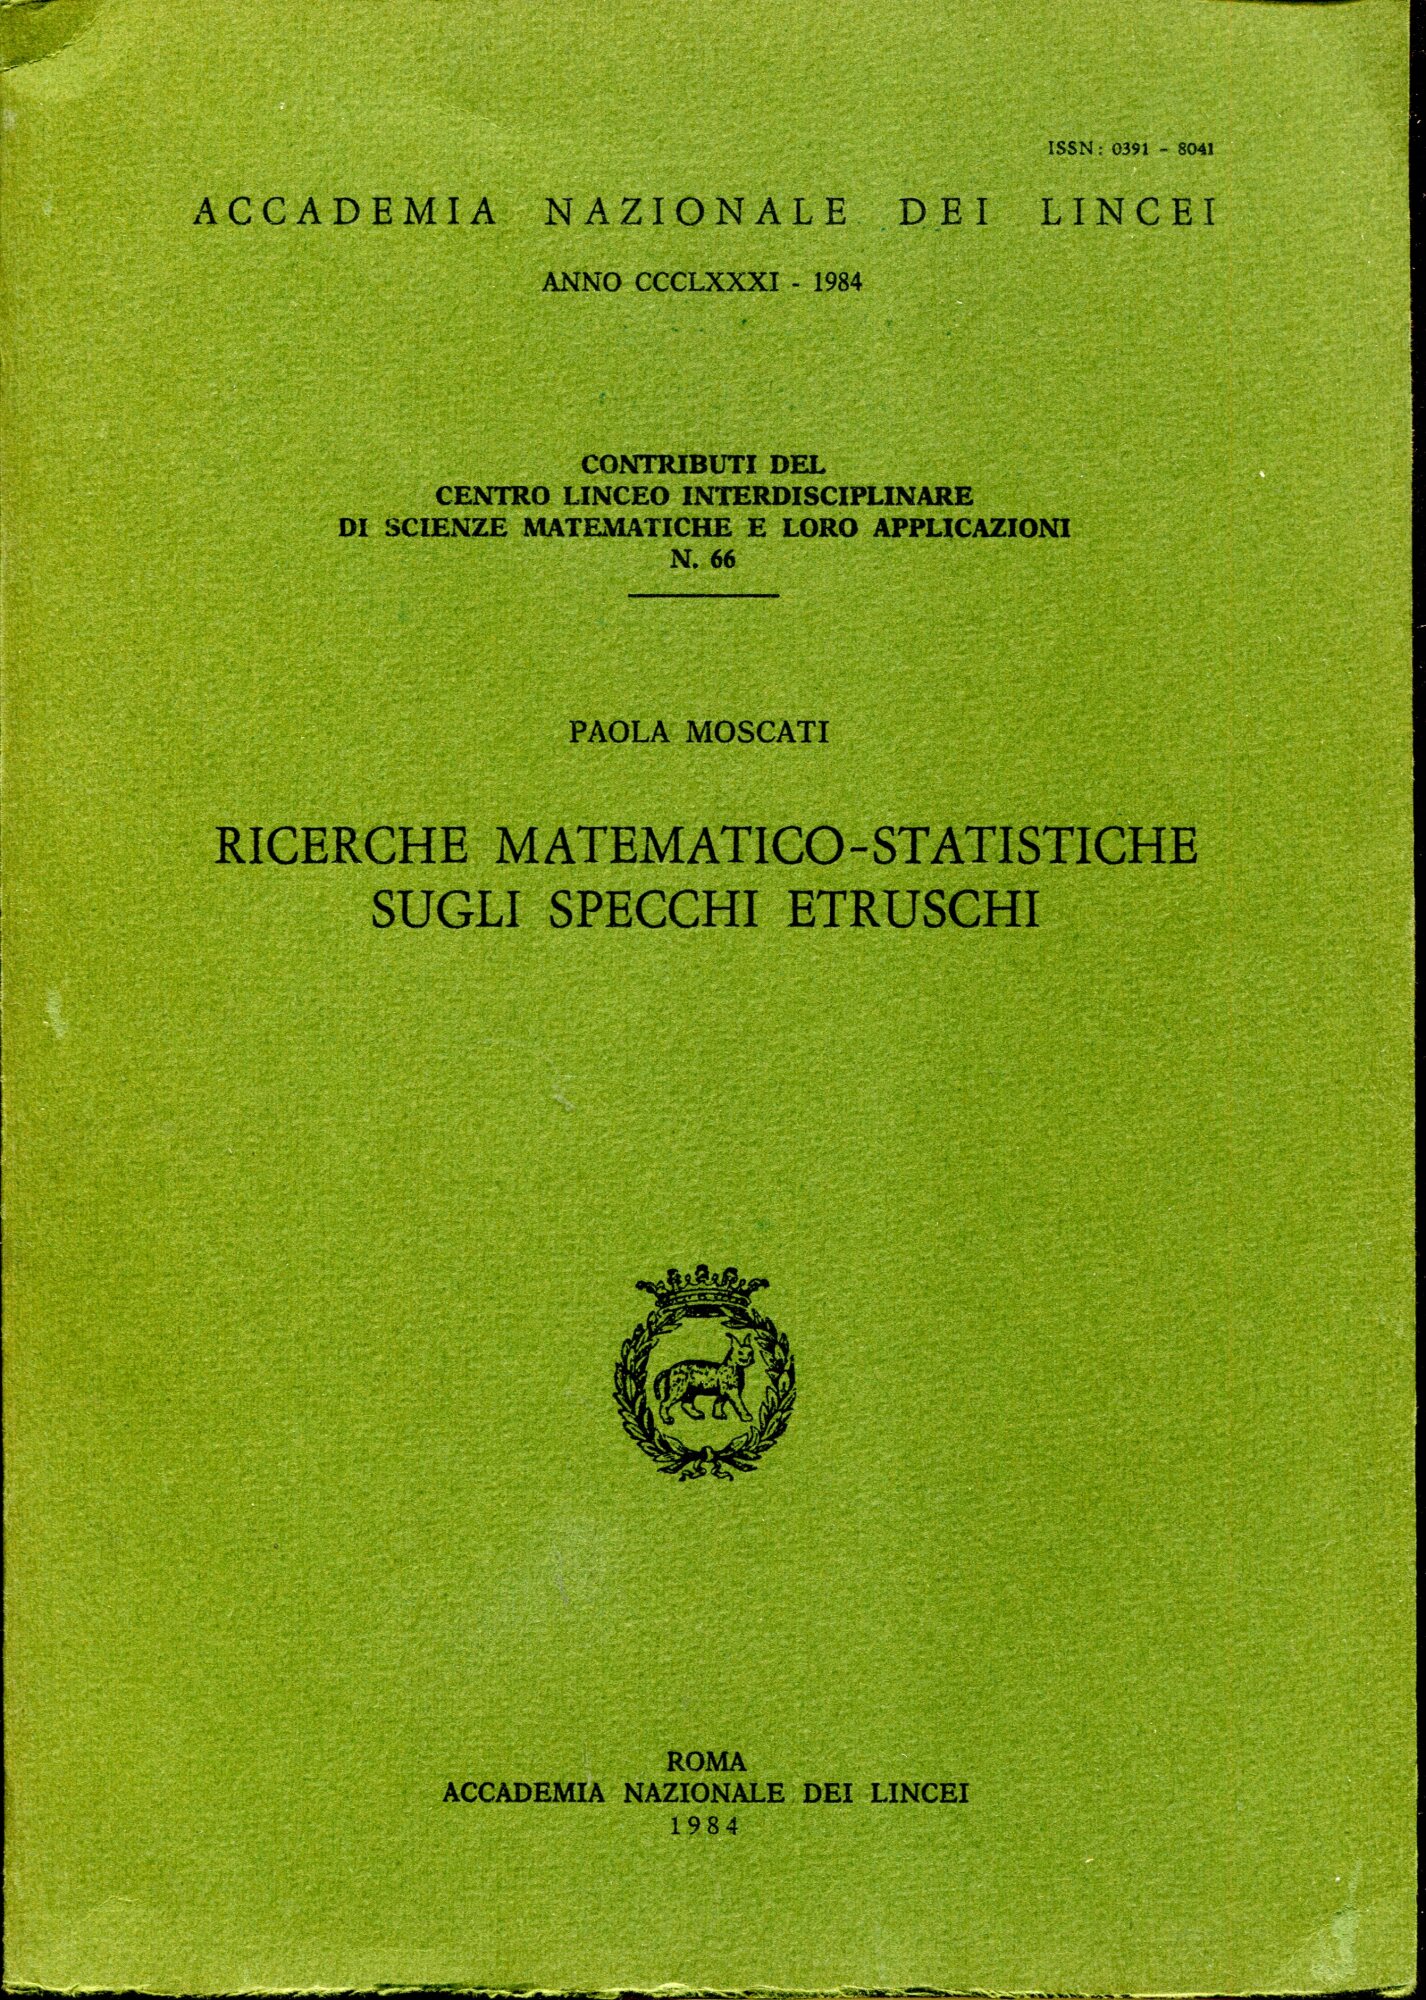 ISSN: 0391 - 8041
ACCADEMIA NAZIONALE DEI LINCEI
ANNO CCCLXXXI - 1984
CONTRIBUTI DEL
CENTRO LINCEO INTERDISCIPLINARE
DI SCIENZE MATEMATICHE E LORO APPLICAZIONI
N. 66
PAOLA MOSCATI
RICERCHE MATEMATICO-STATISTICHE
SUGLI SPECCHI ETRUSCHI
ROMA
ACCADEMIA NAZIONALE DEI LINCEI
1984